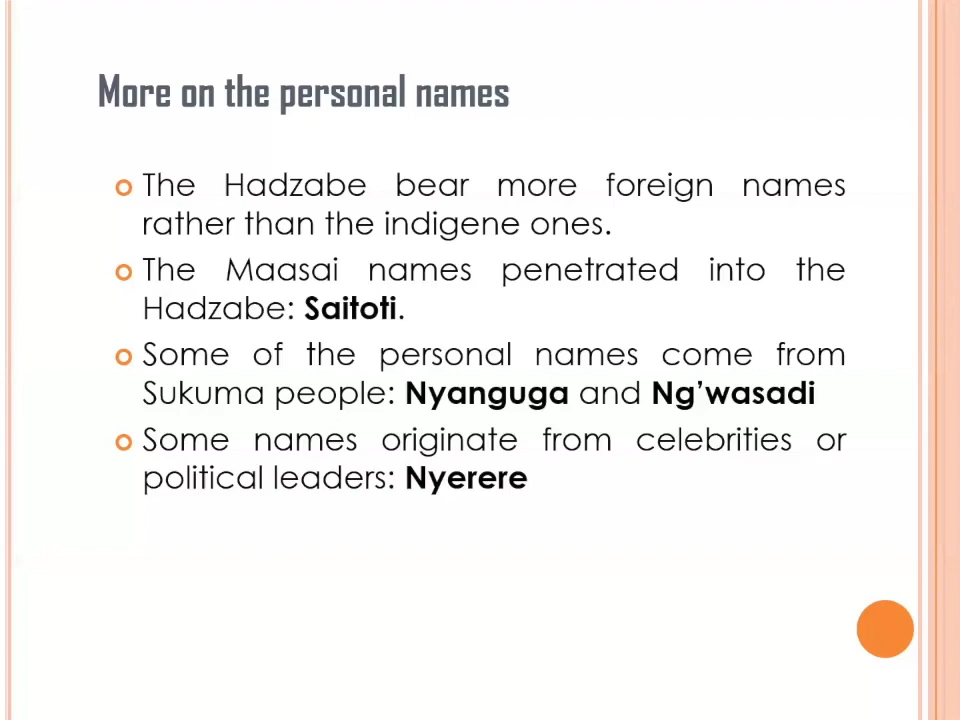 More on the personal names
The Hadzabe bear more foreign names
rather than the indigene ones.
The Maasai names penetrated into the
Hadzabe: Saitoti.
Some of the personal names come from
Sukuma people: Nyanguga and Ng’wasadi
Some names originate from celebrities or
political leaders: Nyerere